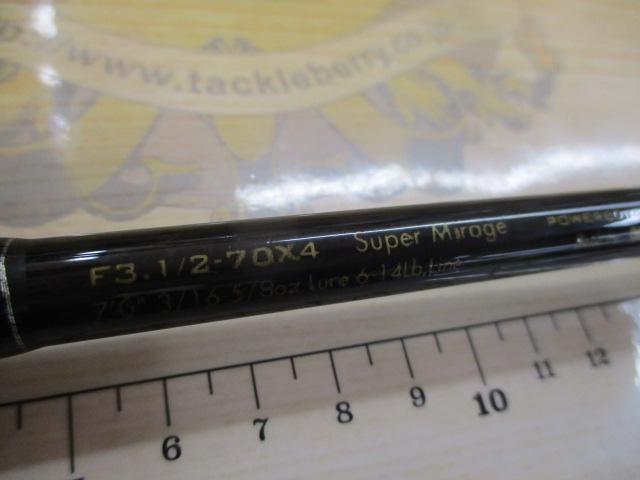 www.tackleberry.co.jp
F3.1/2-70X4 Super Mirage
7'0" 3/16-5/8oz.Lure 6-14Lb.Line
6 7 8 9 10 11 12